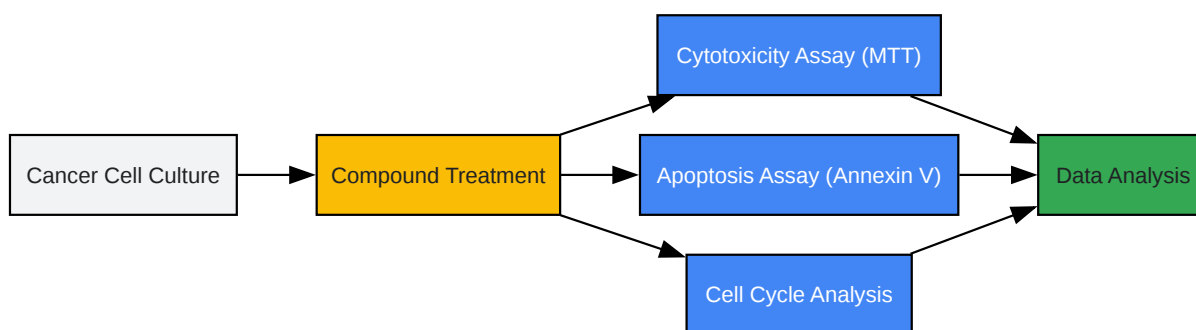 Cancer Cell Culture
Compound Treatment
Cytotoxicity Assay (MTT)
Apoptosis Assay (Annexin V)
Cell Cycle Analysis
Data Analysis